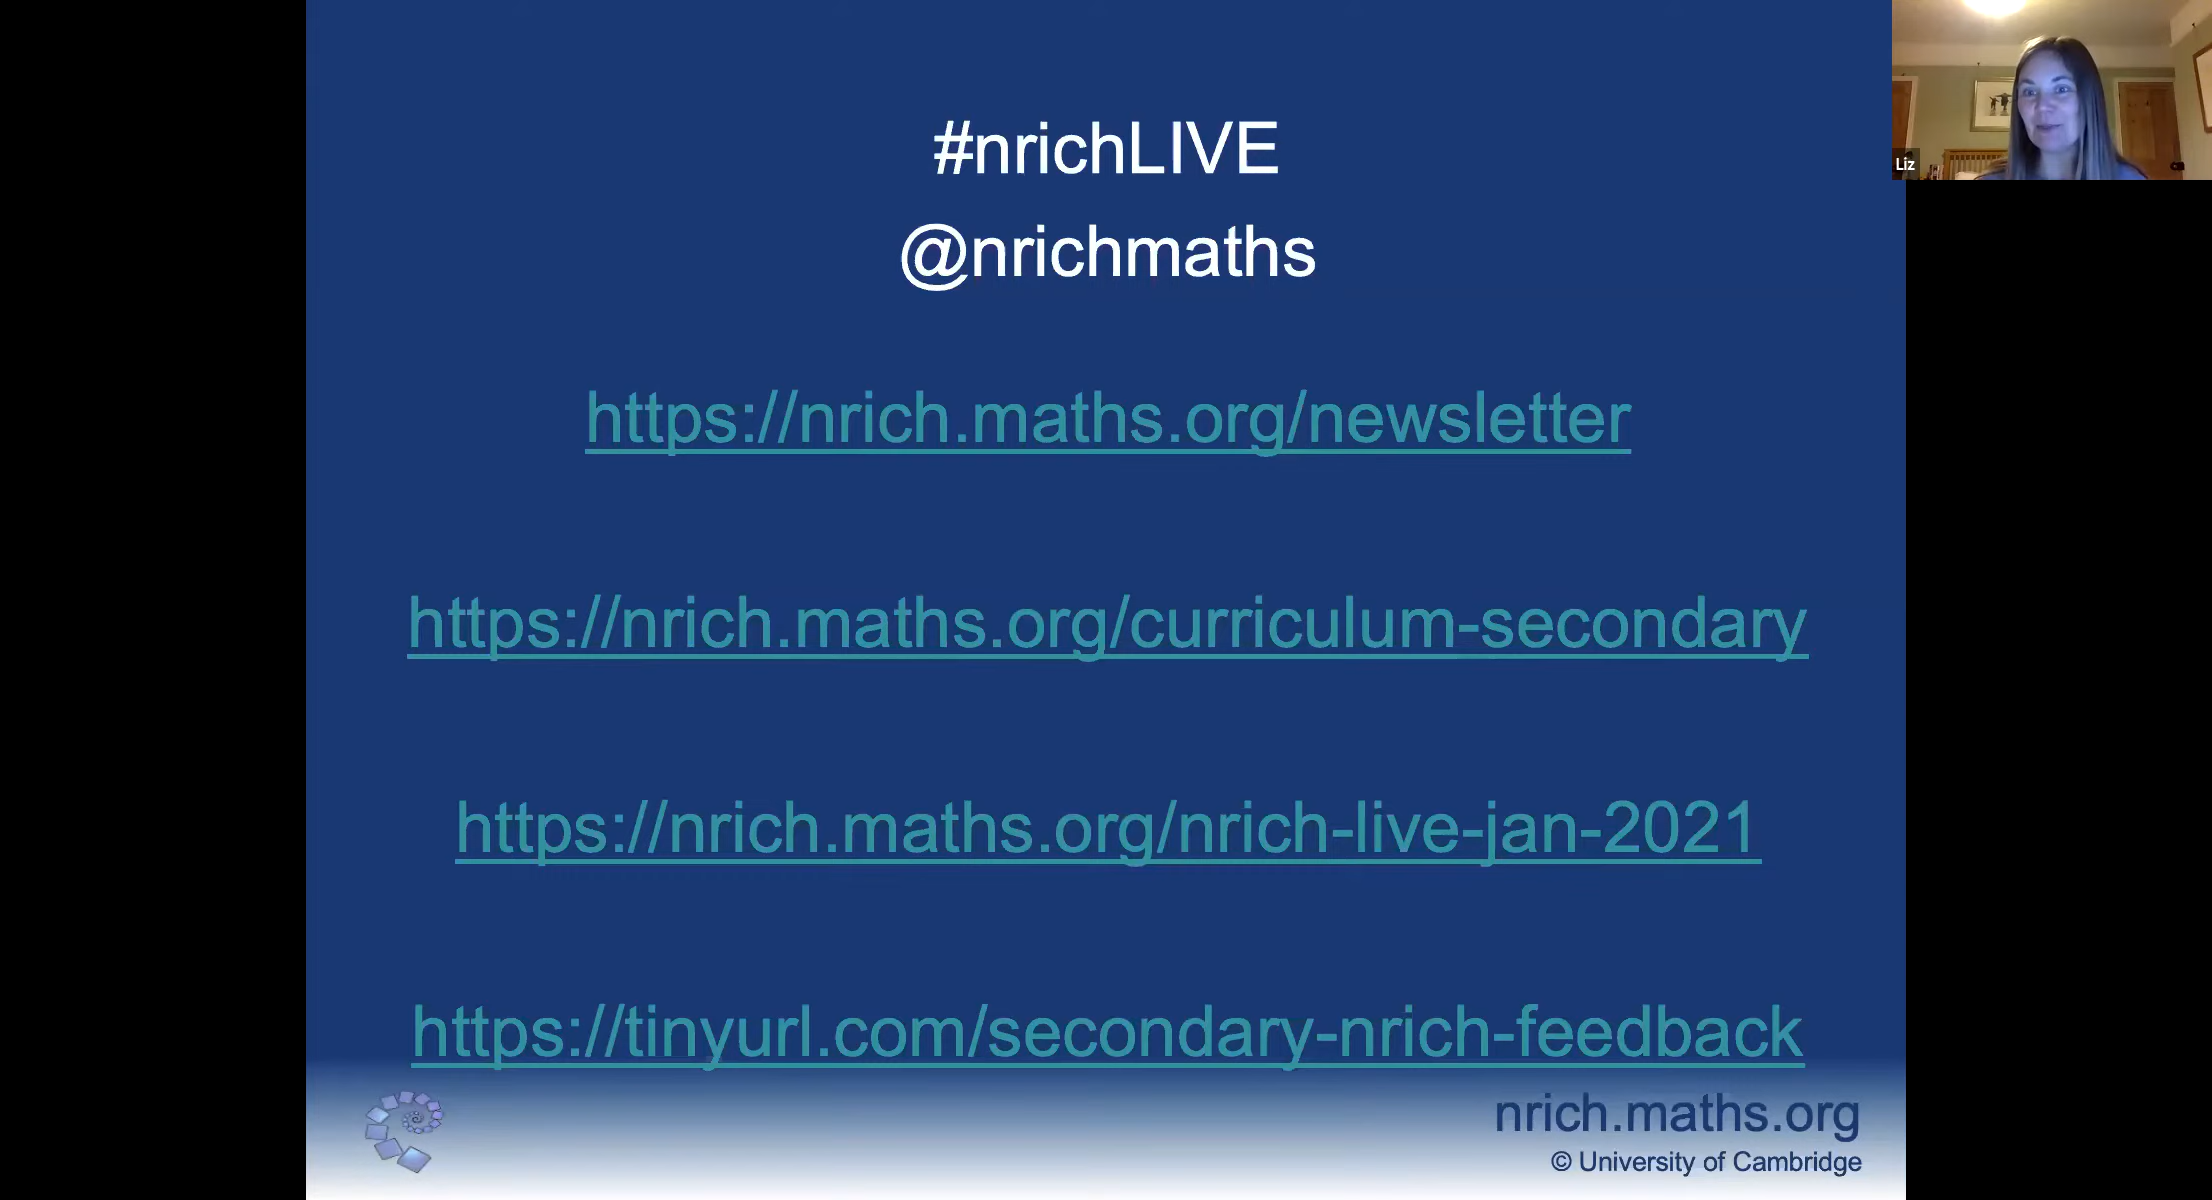 #nrichLIVE
@nrichmaths
https://nrich.maths.org/newsletter
https://nrich.maths.org/curriculum-secondary
https://nrich.maths.org/nrich-live-jan-2021
https://tinyurl.com/secondary-nrich-feedback
nrich.maths.org
© University of Cambridge
Liz